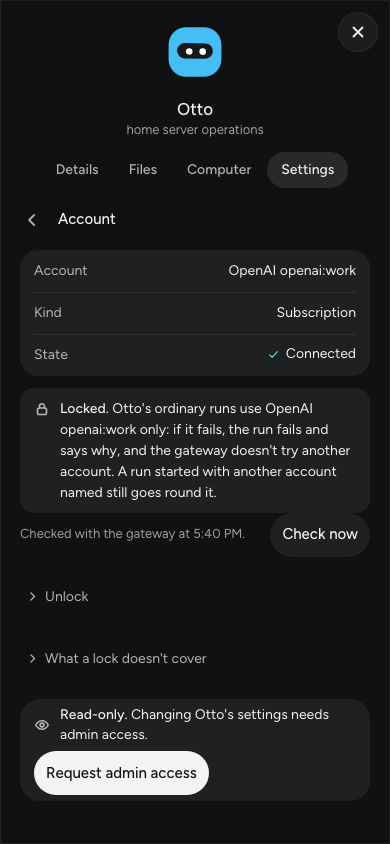 Otto
home server operations
Details Files Computer Settings
Account
Account OpenAI openai:work
Kind Subscription
State Connected
Locked. Otto's ordinary runs use OpenAI
openai:work only: if it fails, the run fails and
says why, and the gateway doesn't try another
account. A run started with another account
named still goes round it.
Checked with the gateway at 5:40 PM. Check now
Unlock
What a lock doesn't cover
Read-only. Changing Otto's settings needs
admin access.
Request admin access